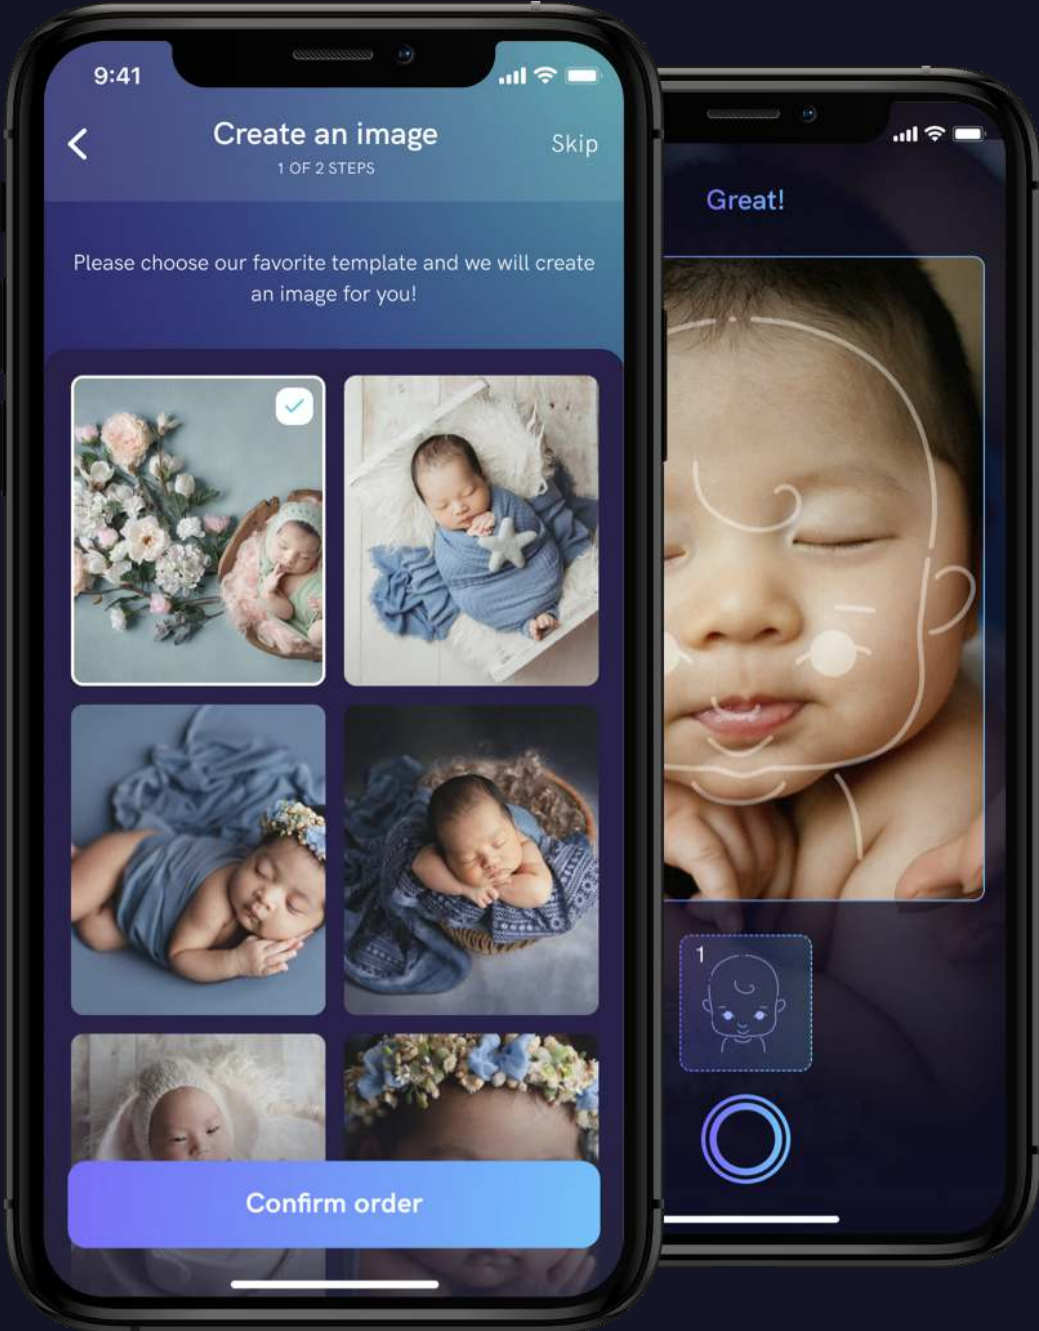 9:41
Create an image
Skip
1 OF 2 STEPS
Please choose our favorite template and we will create
an image for you!
Confirm order
Great!
1